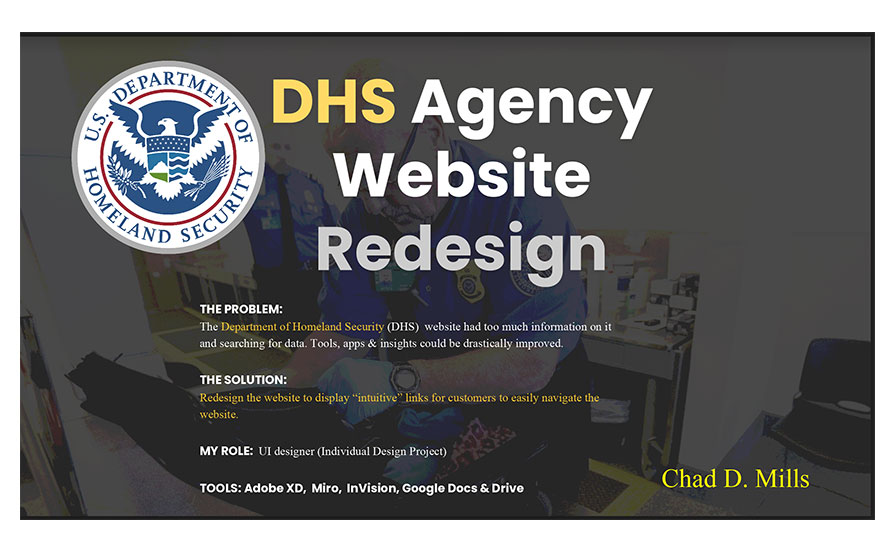 U.S. DEPARTMENT OF
HOMELAND SECURITY
DHS Agency
Website
Redesign
THE PROBLEM:
The Department of Homeland Security (DHS)  website had too much information on it
and searching for data. Tools, apps & insights could be drastically improved.
THE SOLUTION:
Redesign the website to display “intuitive” links for customers to easily navigate the
website.
MY ROLE:  UI designer (Individual Design Project)
TOOLS: Adobe XD,  Miro,  InVision, Google Docs & Drive
Chad D. Mills